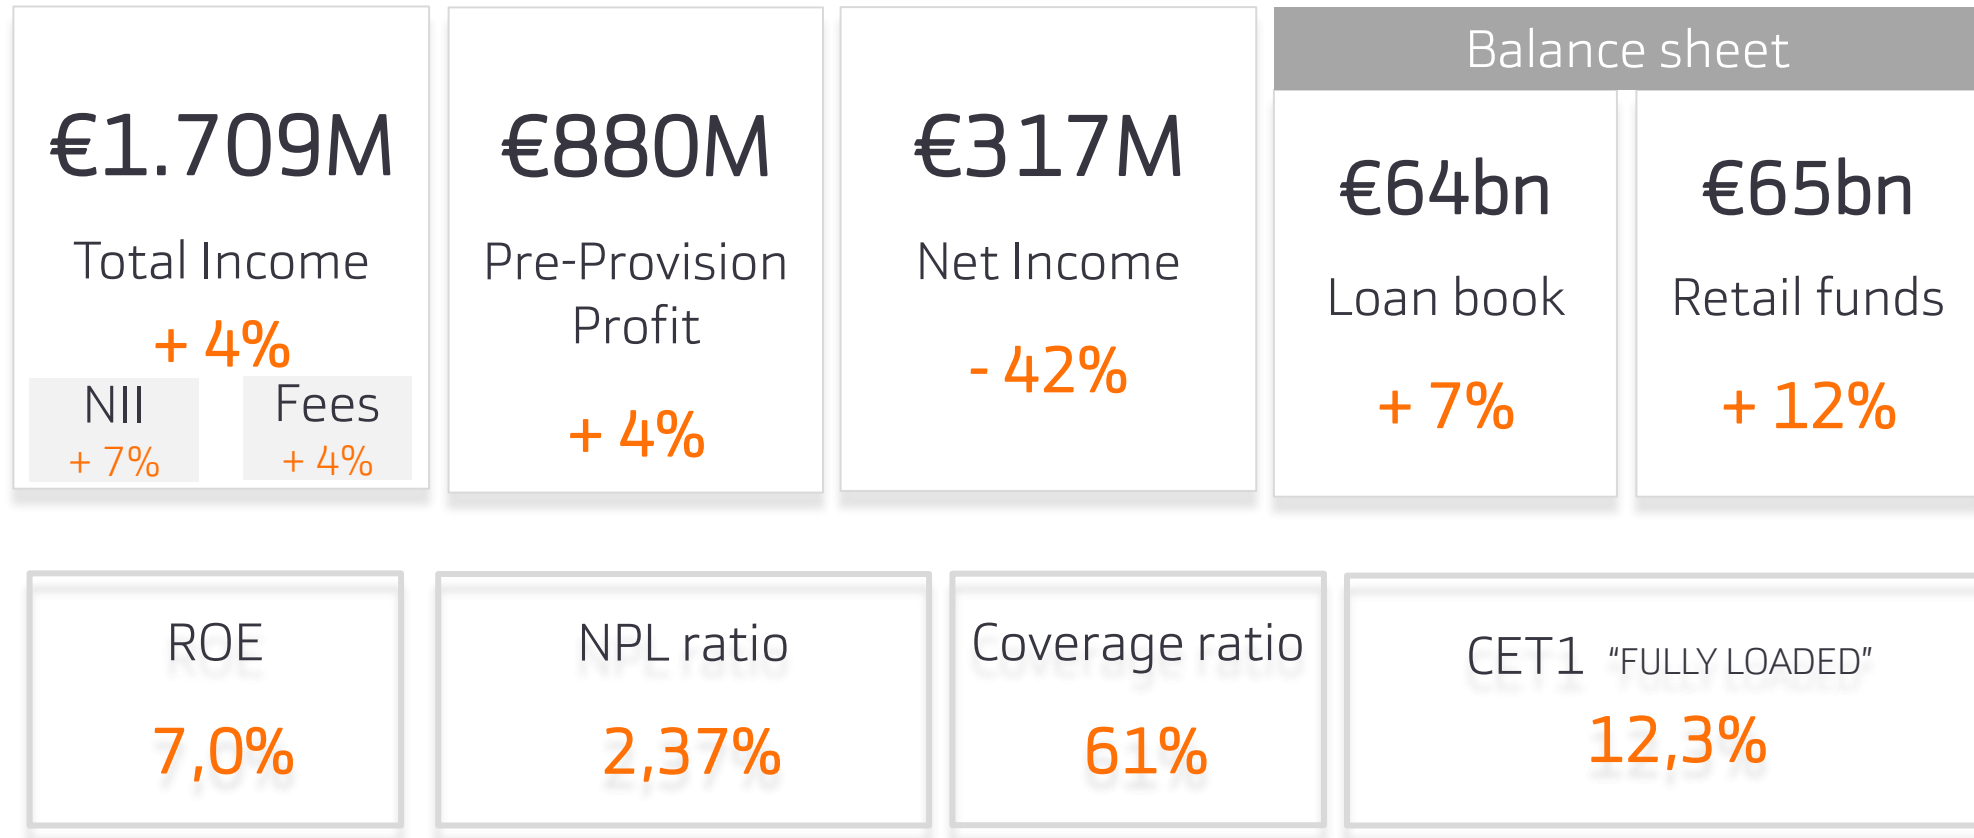 €1.709M
Total Income
+ 4%
NII
+ 7%
Fees
+ 4%
€880M
Pre-Provision
Profit
+ 4%
€317M
Net Income
- 42%
Balance sheet
€64bn
Loan book
+ 7%
€65bn
Retail funds
+ 12%
ROE
7,0%
NPL ratio
2,37%
Coverage ratio
61%
CET1 “FULLY LOADED”
12,3%